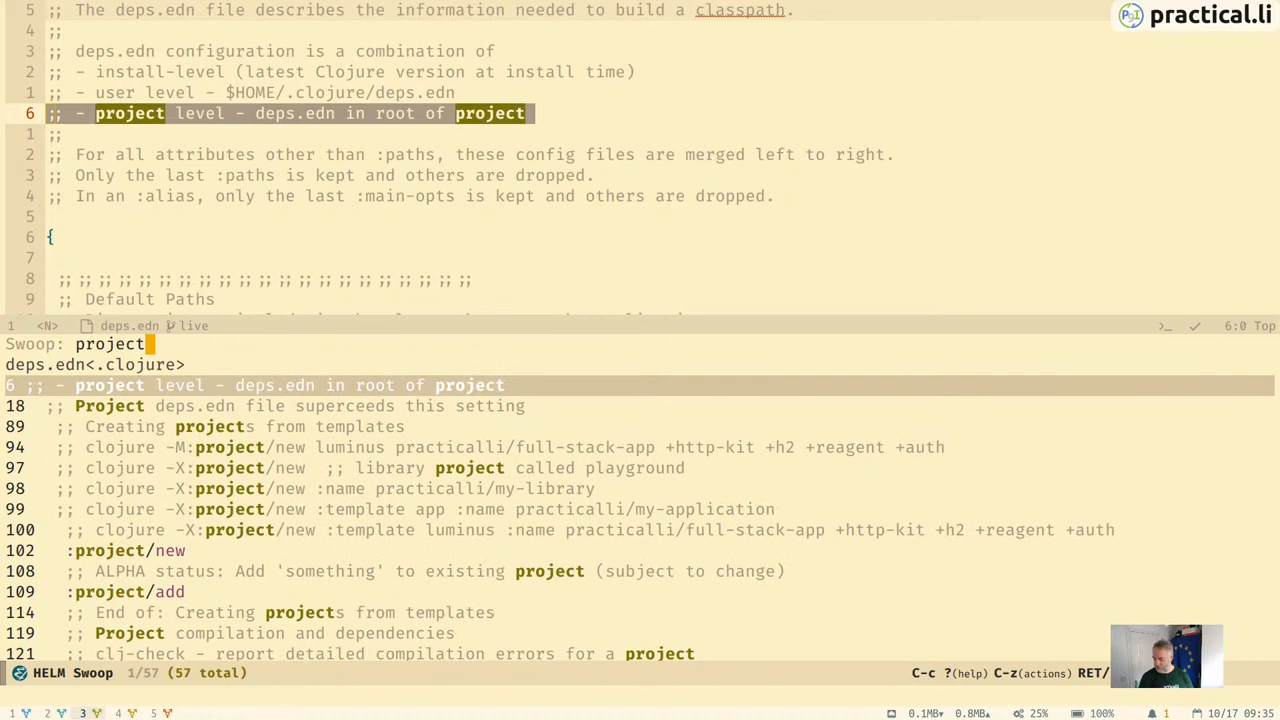 5 ;; The deps.edn file describes the information needed to build a classpath.
practical.li
4 ;;
3 ;; deps.edn configuration is a combination of
2 ;; - install-level (latest Clojure version at install time)
1 ;; - user level - $HOME/.clojure/deps.edn
6 ;; - project level - deps.edn in root of project
1 ;;
2 ;; For all attributes other than :paths, these config files are merged left to right.
3 ;; Only the last :paths is kept and others are dropped.
4 ;; In an :alias, only the last :main-opts is kept and others are dropped.
5
6 {
7
8 ;; ;; ;; ;; ;; ;; ;; ;; ;; ;; ;; ;; ;; ;; ;; ;; ;; ;; ;; ;; ;;
9 ;; Default Paths
1 <N> deps.edn live 6:0 Top
Swoop: project
deps.edn<.clojure>
6 ;; - project level - deps.edn in root of project
18 ;; Project deps.edn file superceeds this setting
89 ;; Creating projects from templates
94 ;; clojure -M:project/new luminus practicalli/full-stack-app +http-kit +h2 +reagent +auth
97 ;; clojure -X:project/new ;; library project called playground
98 ;; clojure -X:project/new :name practicalli/my-library
99 ;; clojure -X:project/new :template app :name practicalli/my-application
100 ;; clojure -X:project/new :template luminus :name practicalli/full-stack-app +http-kit +h2 +reagent +auth
102 :project/new
108 ;; ALPHA status: Add 'something' to existing project (subject to change)
109 :project/add
114 ;; End of: Creating projects from templates
119 ;; Project compilation and dependencies
121 ;; clj-check - report detailed compilation errors for a project
HELM Swoop 1/57 (57 total) C-c ?(help) C-z(actions) RET/
1 2 3 4 5 0.1MB 0.8MB 25% 100% 1 10/17 09:35